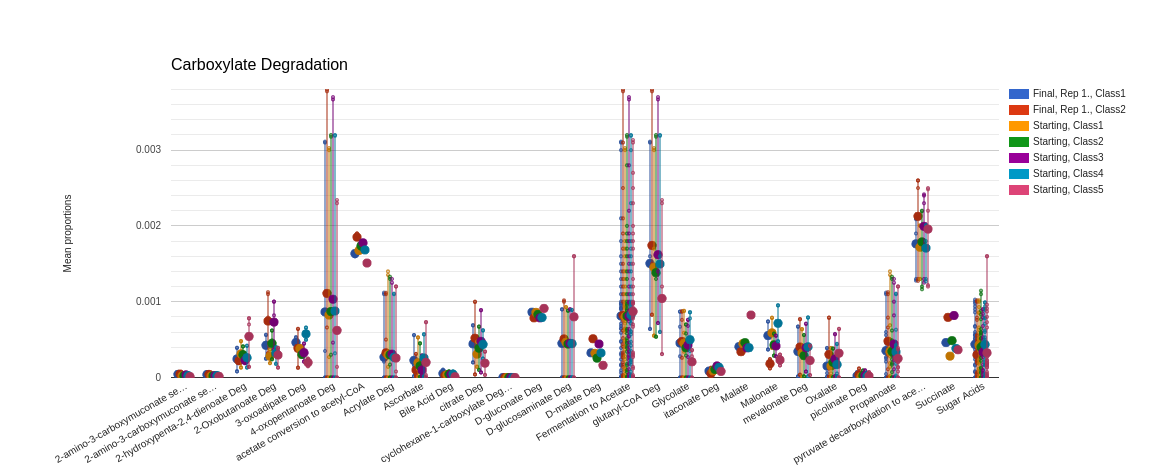 Carboxylate Degradation
Mean proportions
0.003
0.002
0.001
0
Final, Rep 1., Class1
Final, Rep 1., Class2
Starting, Class1
Starting, Class2
Starting, Class3
Starting, Class4
Starting, Class5
2-amino-3-carboxymuconate se...
2-amino-3-carboxymuconate se...
2-hydroxypenta-2,4-dienoate Deg
2-Oxobutanoate Deg
3-oxoadipate Deg
4-oxopentanoate Deg
acetate conversion to acetyl-CoA
Acrylate Deg
Ascorbate
Bile Acid Deg
citrate Deg
cyclohexane-1-carboxylate Deg...
D-gluconate Deg
D-glucosaminate Deg
D-malate Deg
Fermentation to Acetate
glutaryl-CoA Deg
Glycolate
itaconate Deg
Malate
Malonate
mevalonate Deg
Oxalate
picolinate Deg
Propanoate
pyruvate decarboxylation to ace...
Succinate
Sugar Acids